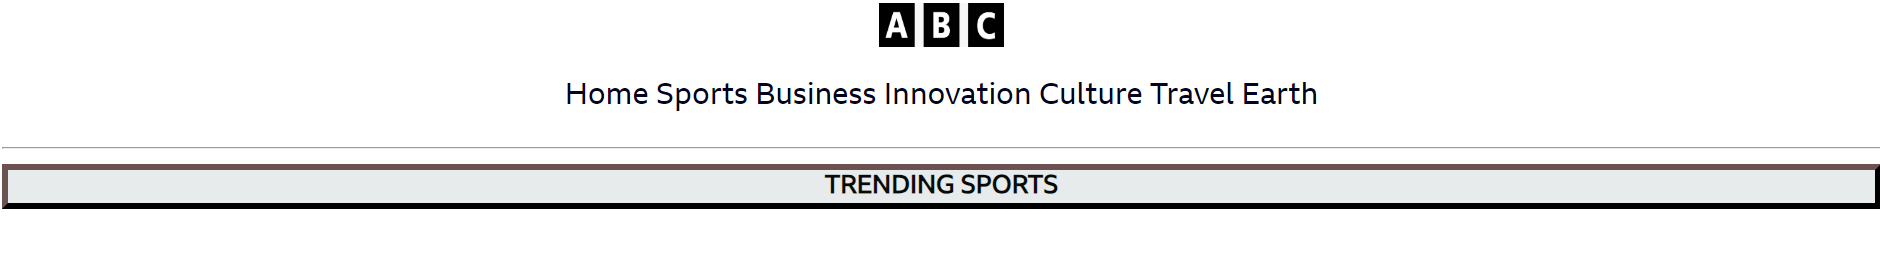 ABC
Home Sports Business Innovation Culture Travel Earth
TRENDING SPORTS